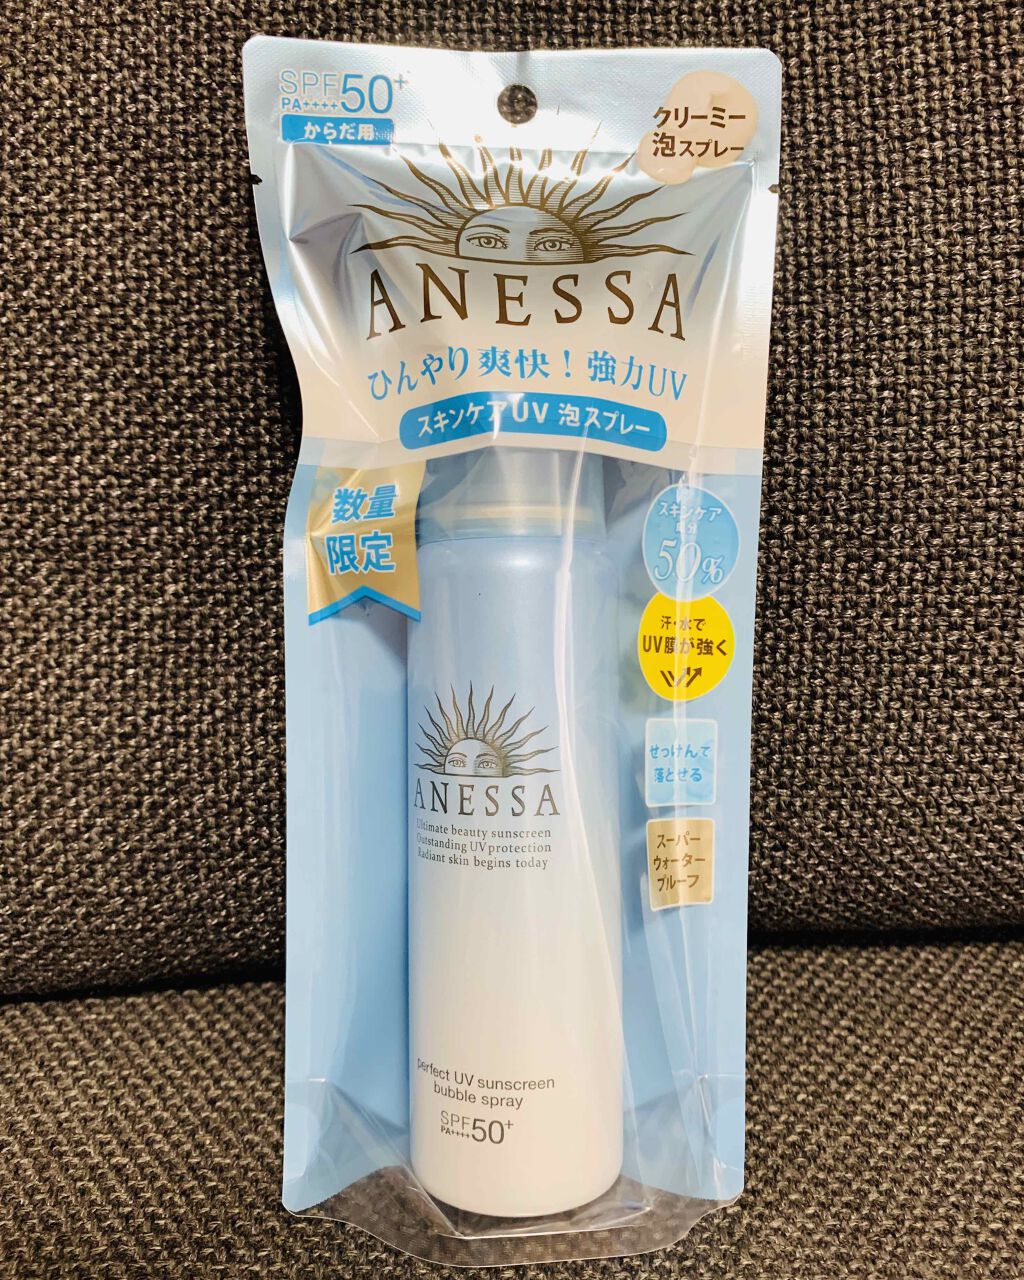 SPF50+
PA++++
からだ用
クリーミー
泡スプレー
ANESSA
ひんやり爽快！強力UV
スキンケアUV 泡スプレー
数量
限定
スキンケア
成分
50%
汗・水で
UV膜が強く
せっけんで
落とせる
スーパー
ウォーター
プルーフ
ANESSA
Ultimate beauty sunscreen
Outstanding UV protection
Radiant skin begins today
perfect UV sunscreen
bubble spray
SPF50+
PA++++